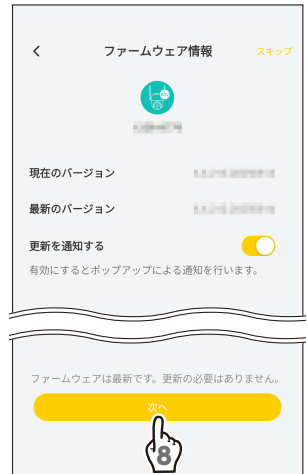 ファームウェア情報
スキップ
現在のバージョン
最新のバージョン
更新を通知する
有効にするとポップアップによる通知を行います。
ファームウェアは最新です。更新の必要はありません。
次へ
8